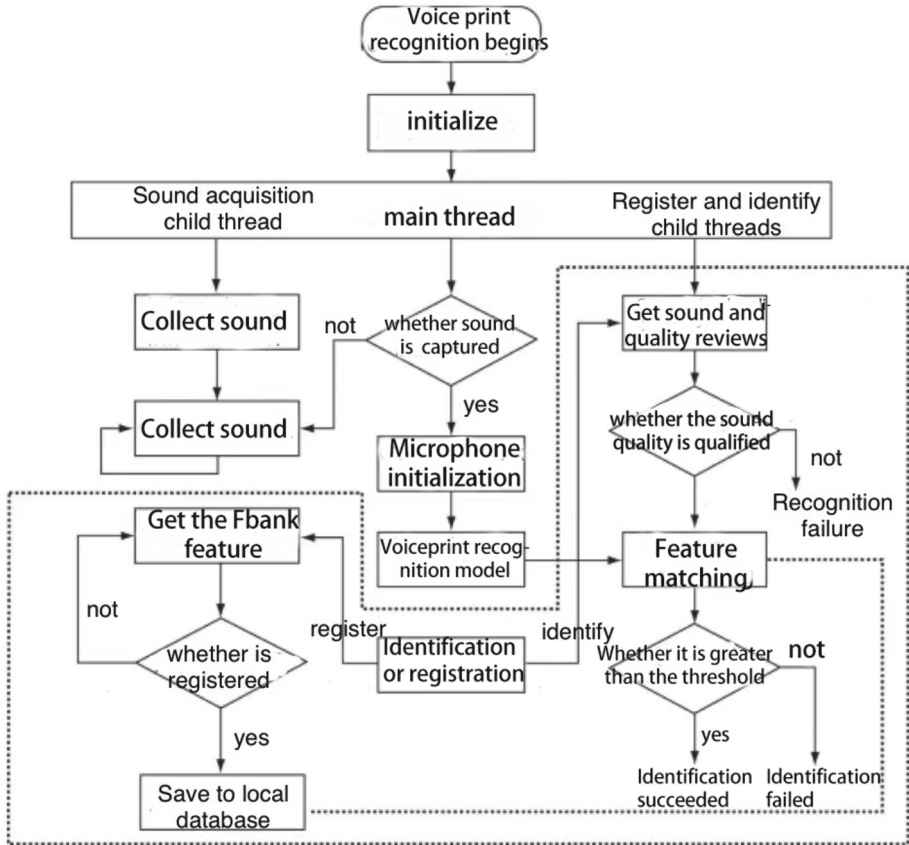 Voice print
recognition begins
initialize
Sound acquisition
child thread
main thread
Register and identify
child threads
Collect sound
not
whether sound
is captured
Get sound and
quality reviews
yes
Collect sound
Microphone
initialization
whether the sound
quality is qualified
not
Recognition
failure
Get the Fbank
feature
Voiceprint recog-
nition model
Feature
matching
not
register
Identification
or registration
identify
whether is
registered
Whether it is greater
than the threshold
not
yes
yes
Save to local
database
Identification
succeeded
Identification
failed